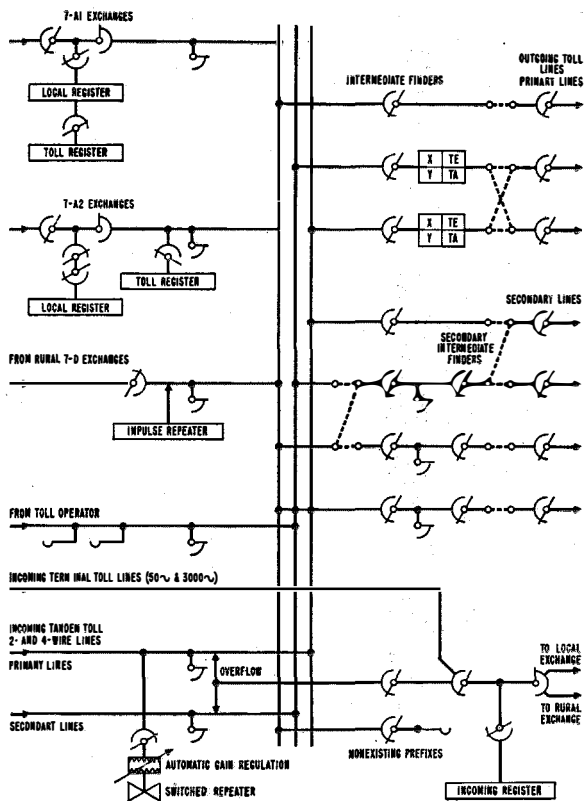 7-A1 EXCHANGES
LOCAL REGISTER
TOLL REGISTER
7-A2 EXCHANGES
TOLL REGISTER
LOCAL REGISTER
FROM RURAL 7-D EXCHANGES
IMPULSE REPEATER
FROM TOLL OPERATOR
INCOMING TERMINAL TOLL LINES (50~ & 3000~)
INCOMING TANDEN TOLL
2- AND 4-WIRE LINES
PRIMARY LINES
OVERFLOW
SECONDART LINES
AUTOMATIC GAIN REGULATION
SWITCHED REPEATER
INTERMEDIATE FINDERS
OUTGOING TOLL
LINES
PRIMARY LINES
X TE
Y TA
X TE
Y TA
SECONDARY LINES
SECONDARY
INTERMEDIATE
FINDERS
TO LOCAL
EXCHANGE
TO RURAL
EXCHANGE
NONEXISTING PREFIXES
INCOMING REGISTER